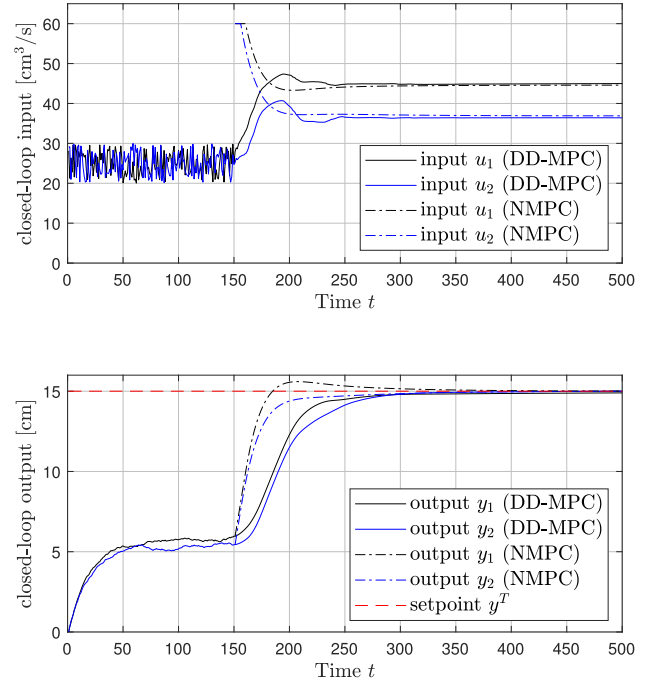 closed-loop input [cm³/s]
60
50
40
30
20
10
0
input u₁ (DD-MPC)
input u₂ (DD-MPC)
input u₁ (NMPC)
input u₂ (NMPC)
0 50 100 150 200 250 300 350 400 450 500
Time t
closed-loop output [cm]
15
10
5
0
output y₁ (DD-MPC)
output y₂ (DD-MPC)
output y₁ (NMPC)
output y₂ (NMPC)
setpoint yᵀ
0 50 100 150 200 250 300 350 400 450 500
Time t